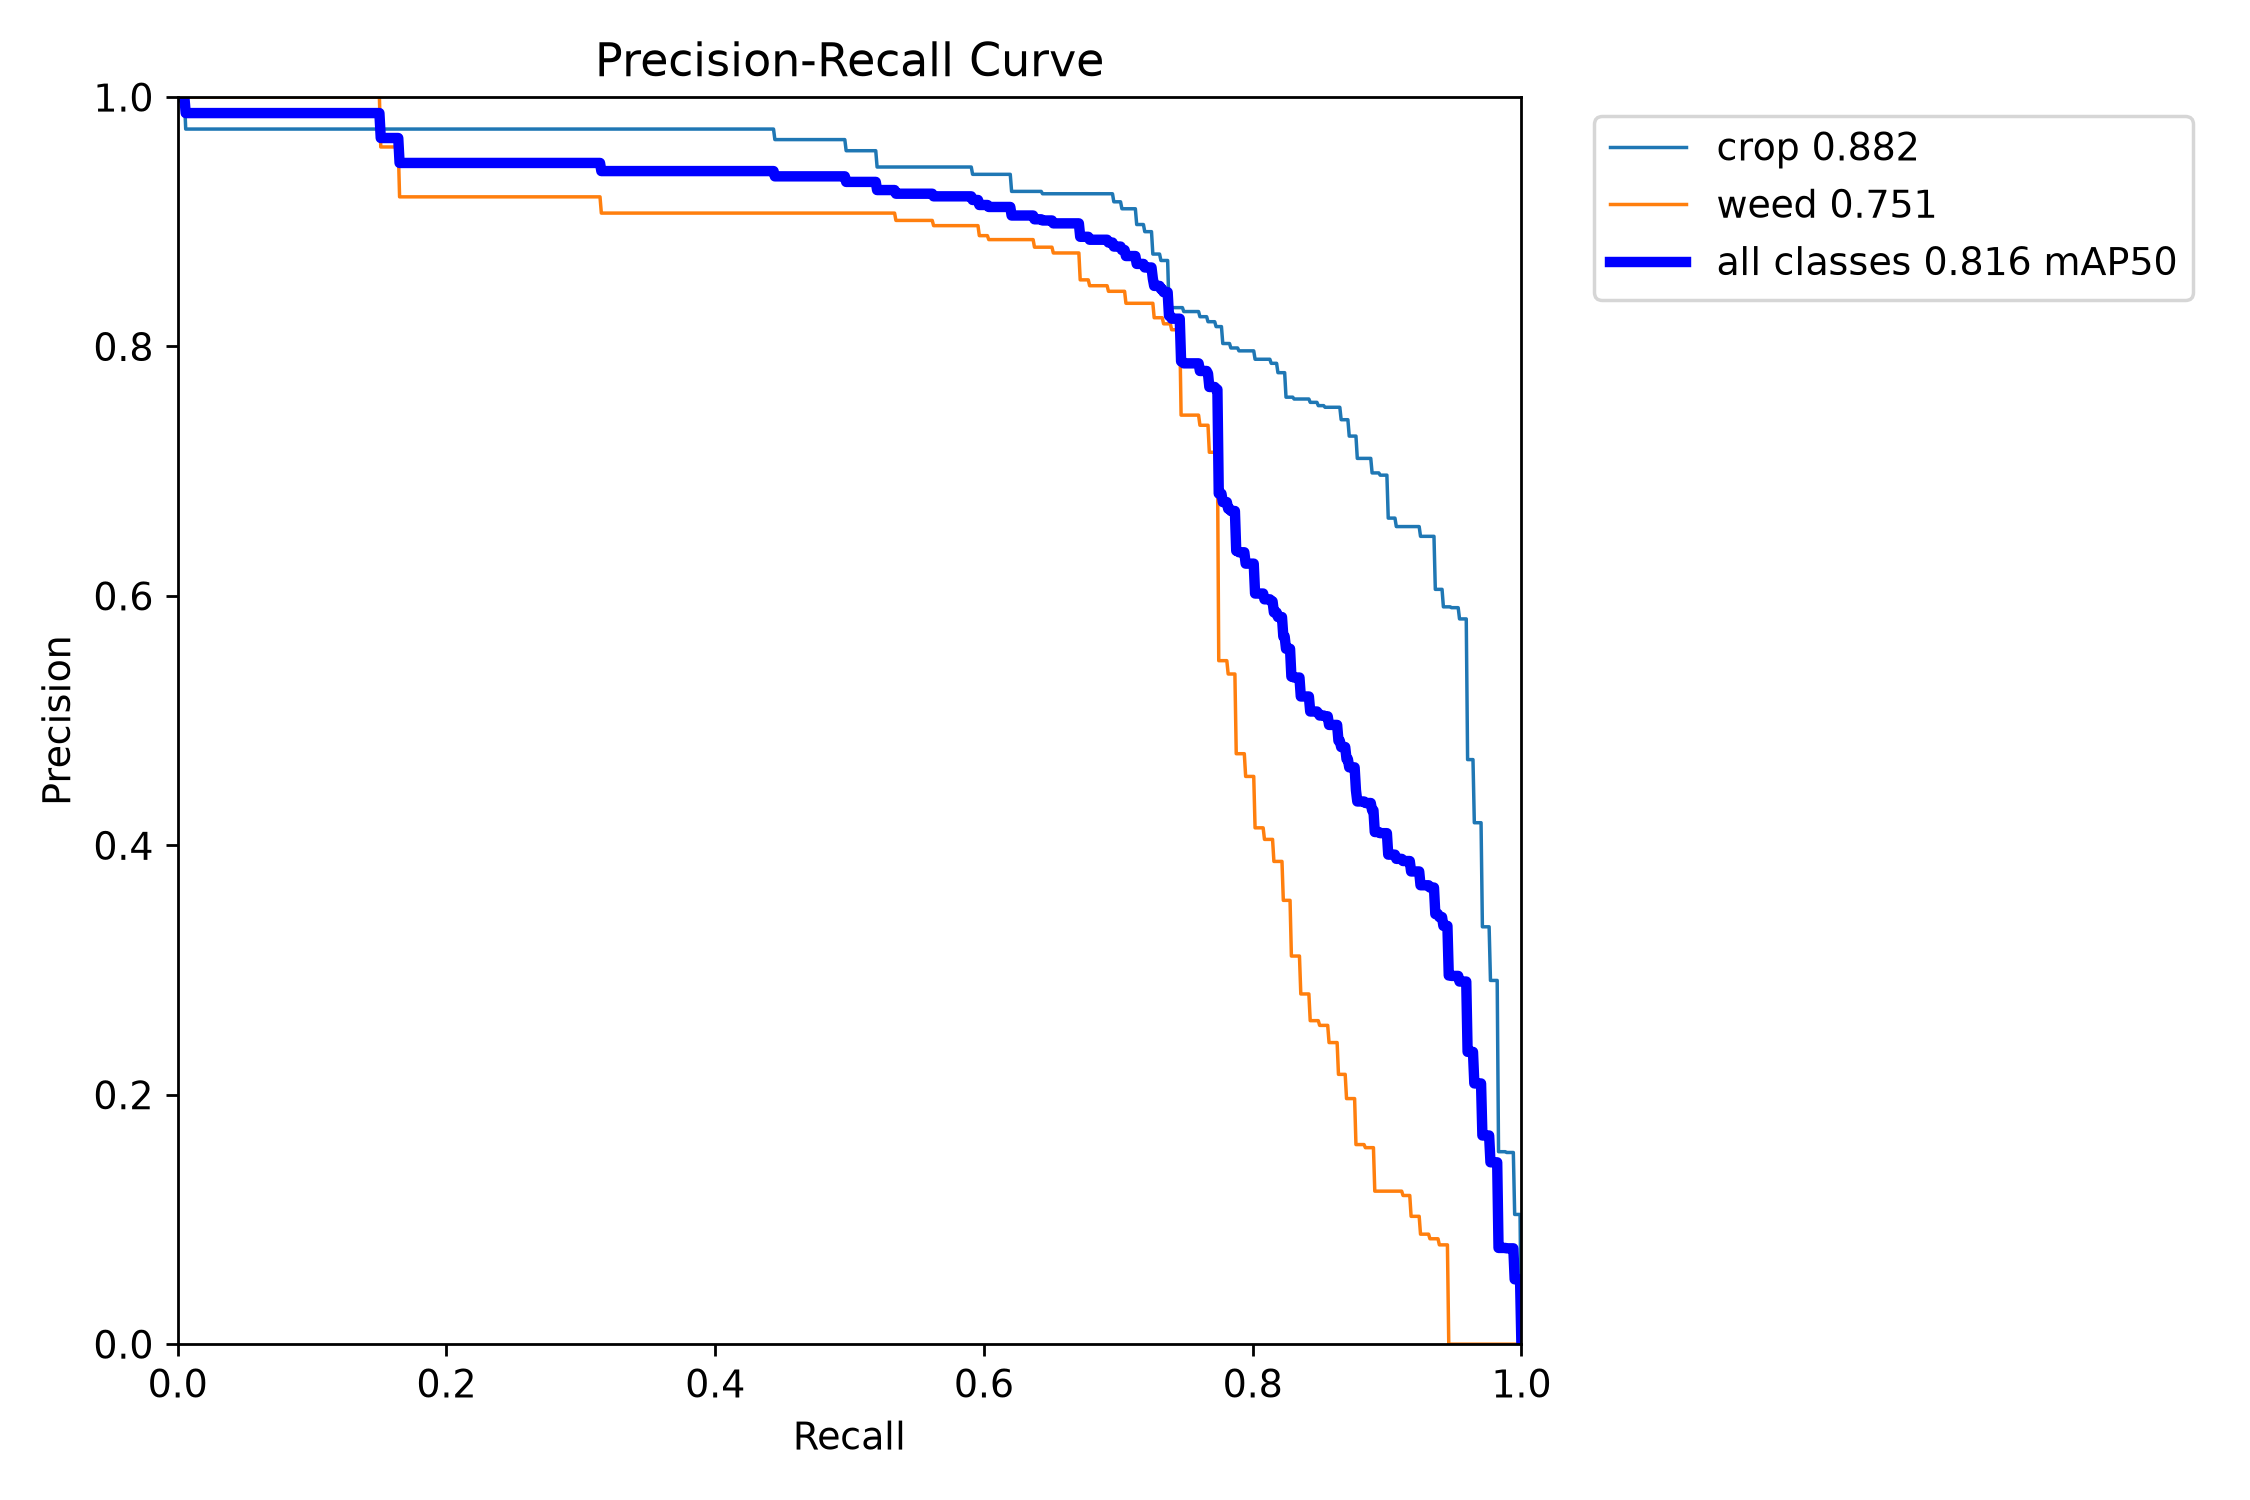 Precision-Recall Curve
1.0
0.8
0.6
0.4
0.2
0.0
Precision
0.0 0.2 0.4 0.6 0.8 1.0
Recall
crop 0.882
weed 0.751
all classes 0.816 mAP50